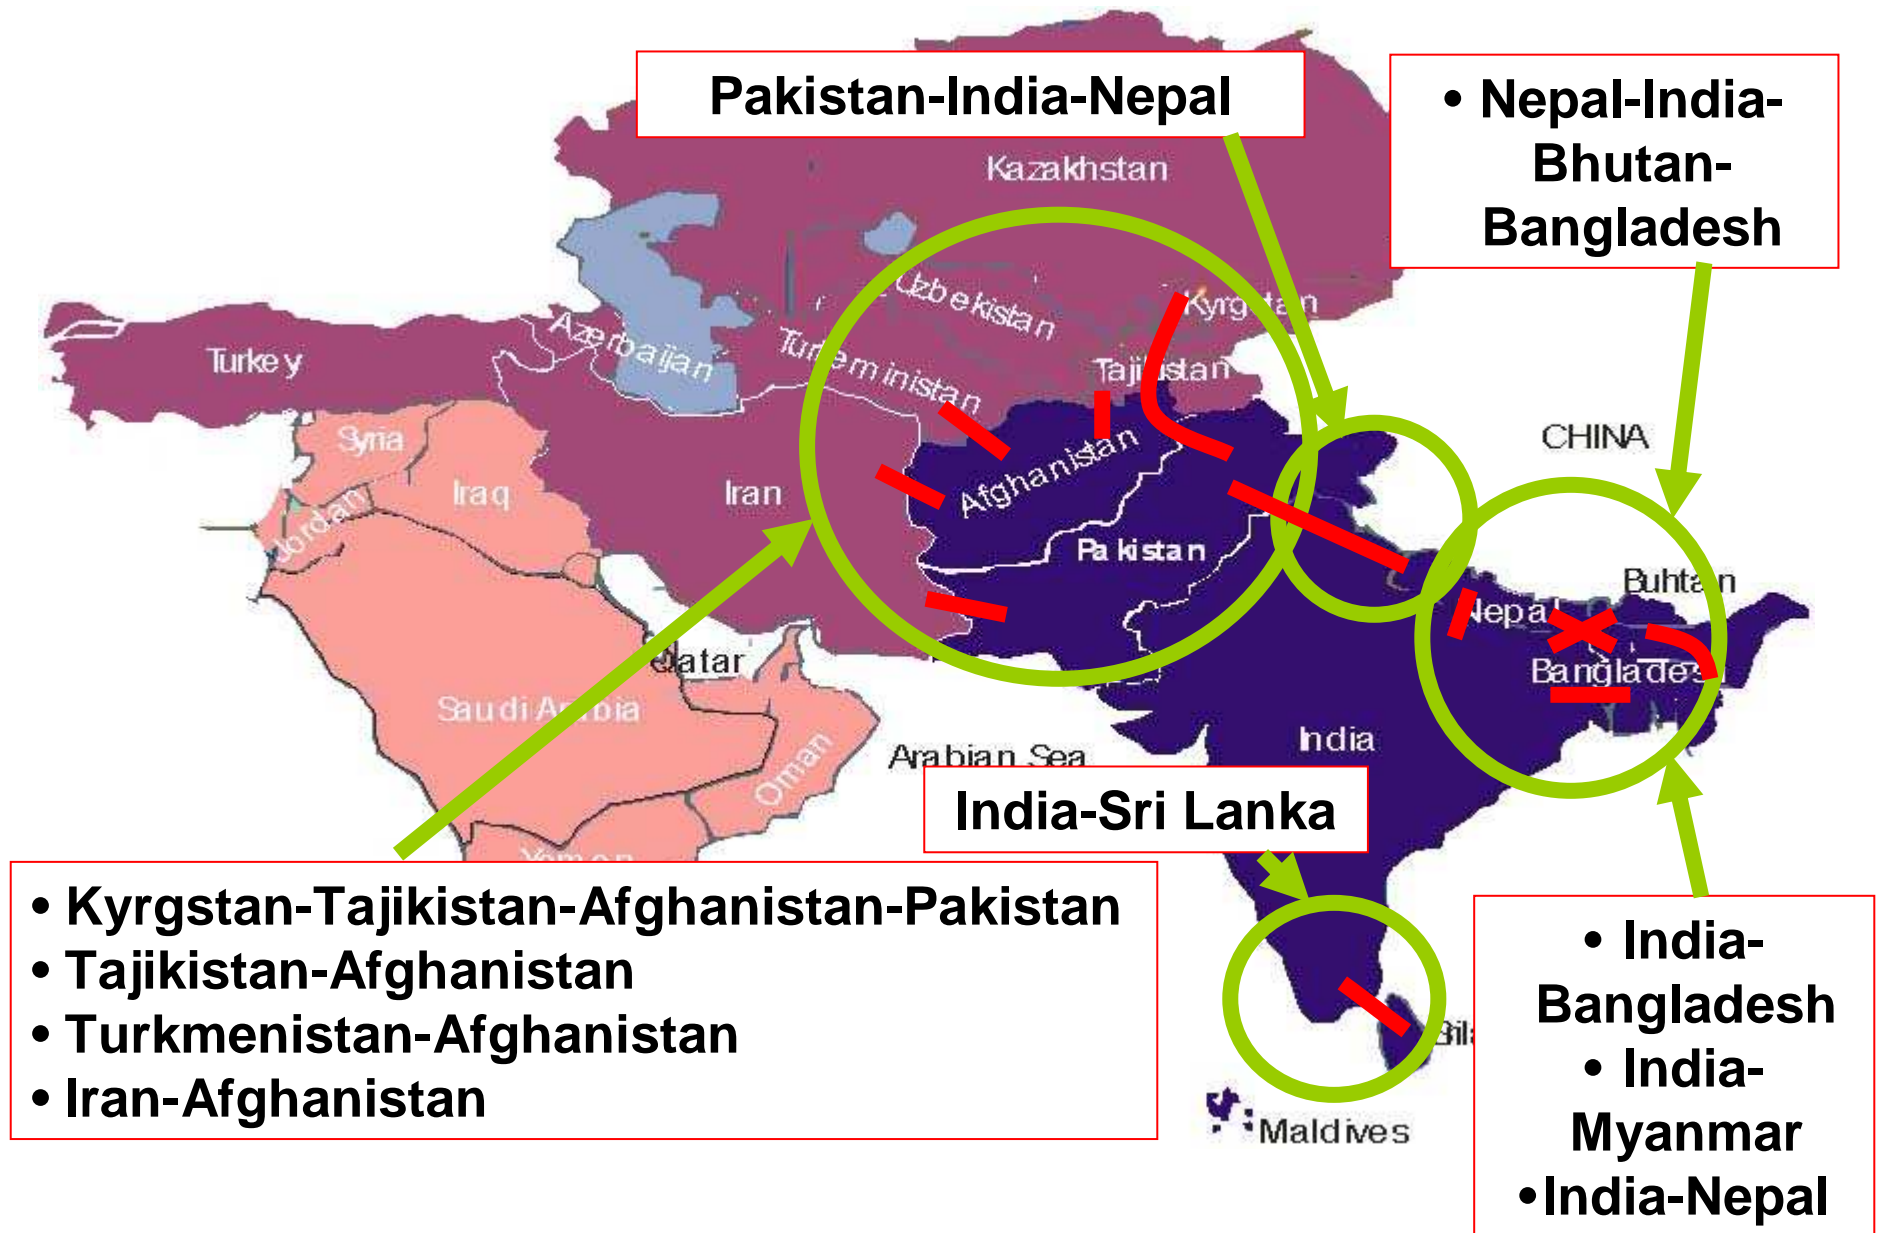 Pakistan-India-Nepal
• Nepal-India-
Bhutan-
Bangladesh
Kazakhstan
Uzbekistan
Kyrgstan
Azerbaijan
Turkey
Tajikistan
Syria
CHINA
Afghanistan
Iraq
Iran
Jordan
Pakistan
Buhtan
Nepal
Qatar
Bangladesh
Saudi Arabia
India
Arabian Sea
Oman
India-Sri Lanka
Yemen
• Kyrgstan-Tajikistan-Afghanistan-Pakistan
• Tajikistan-Afghanistan
• Turkmenistan-Afghanistan
• Iran-Afghanistan
• India-
Bangladesh
• India-
Myanmar
•India-Nepal
Maldives